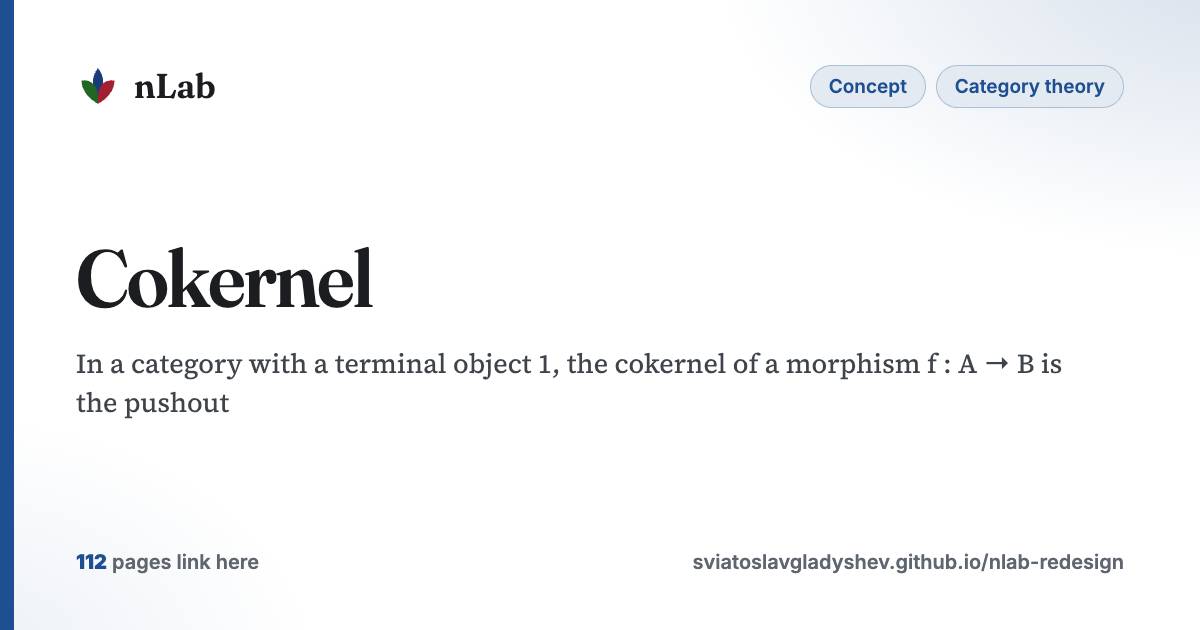 nLab
Concept
Category theory
Cokernel
In a category with a terminal object 1, the cokernel of a morphism f : A → B is
the pushout
112 pages link here
sviatoslavgladyshev.github.io/nlab-redesign